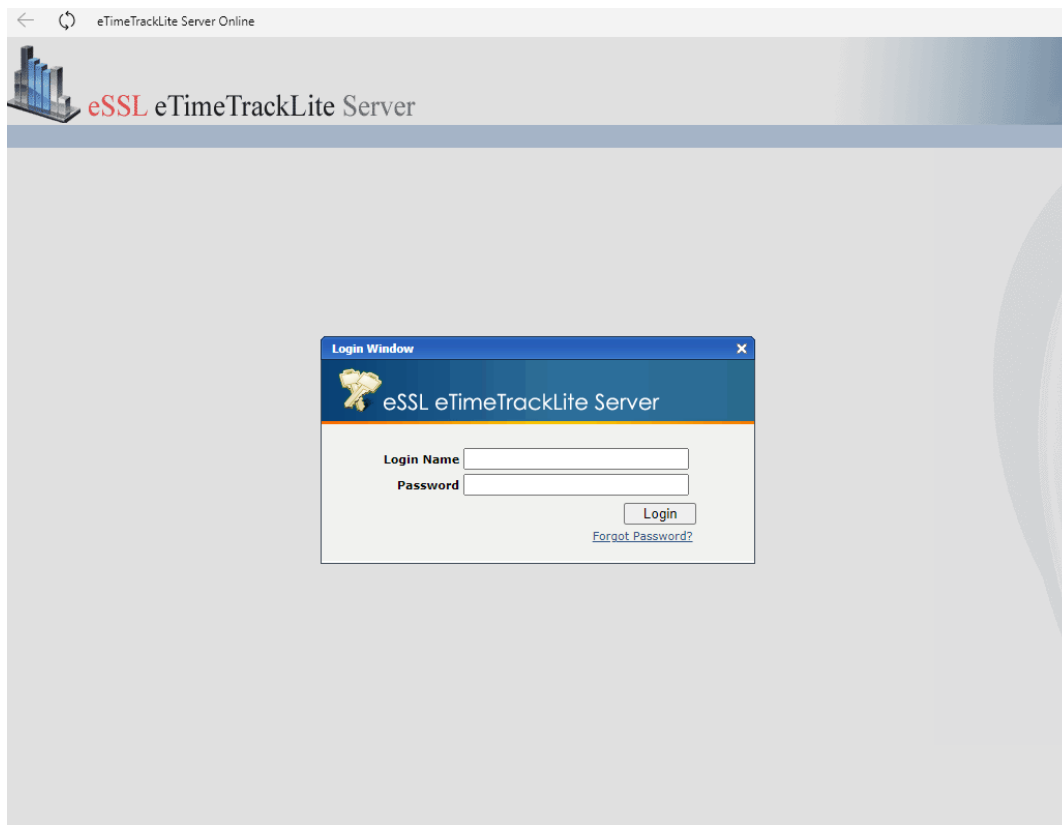 eTimeTrackLite Server Online
eSSL eTimeTrackLite Server
Login Window
eSSL eTimeTrackLite Server
Login Name
Password
Login
Forgot Password?